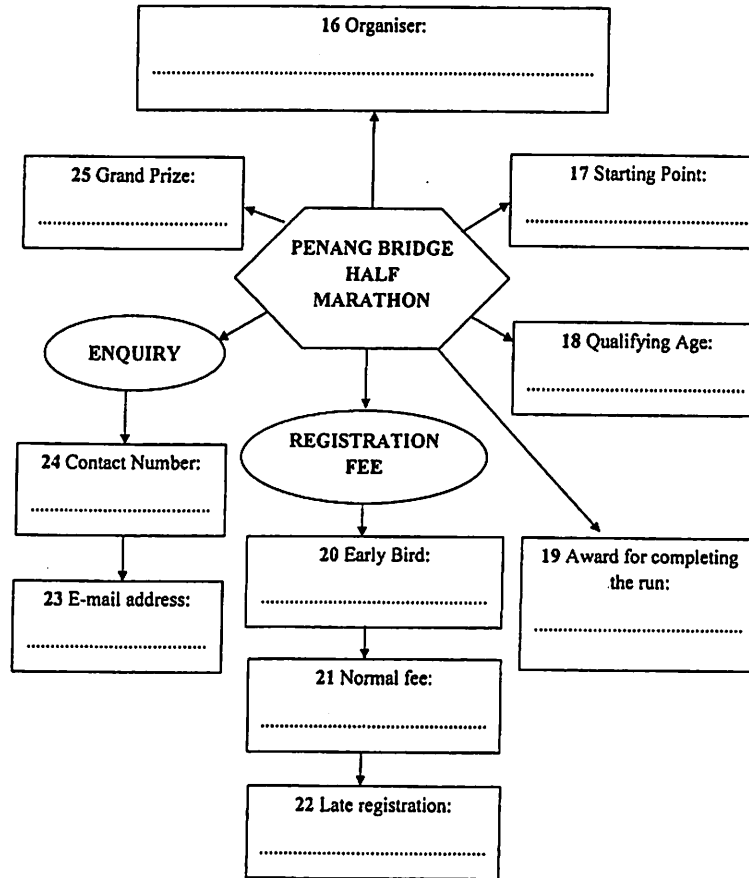 16 Organiser:
25 Grand Prize:
17 Starting Point:
PENANG BRIDGE
HALF
MARATHON
ENQUIRY
18 Qualifying Age:
REGISTRATION
FEE
24 Contact Number:
20 Early Bird:
19 Award for completing
the run:
23 E-mail address:
21 Normal fee:
22 Late registration: